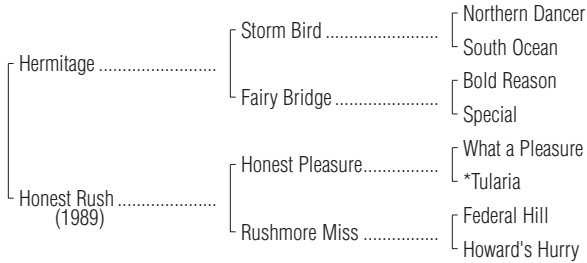 Northern Dancer
Storm Bird ........................
South Ocean
Hermitage .........................
Bold Reason
Fairy Bridge ......................
Special
What a Pleasure
Honest Pleasure.................
*Tularia
Honest Rush .....................
(1989)
Federal Hill
Rushmore Miss ................
Howard's Hurry